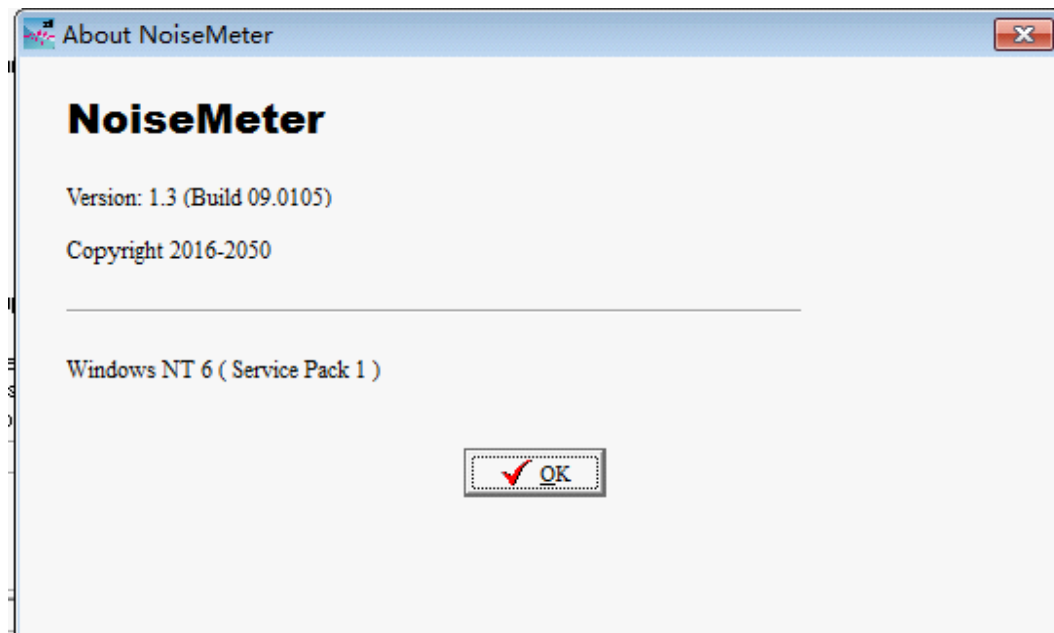 About NoiseMeter
NoiseMeter
Version: 1.3 (Build 09.0105)
Copyright 2016-2050
Windows NT 6 ( Service Pack 1 )
OK